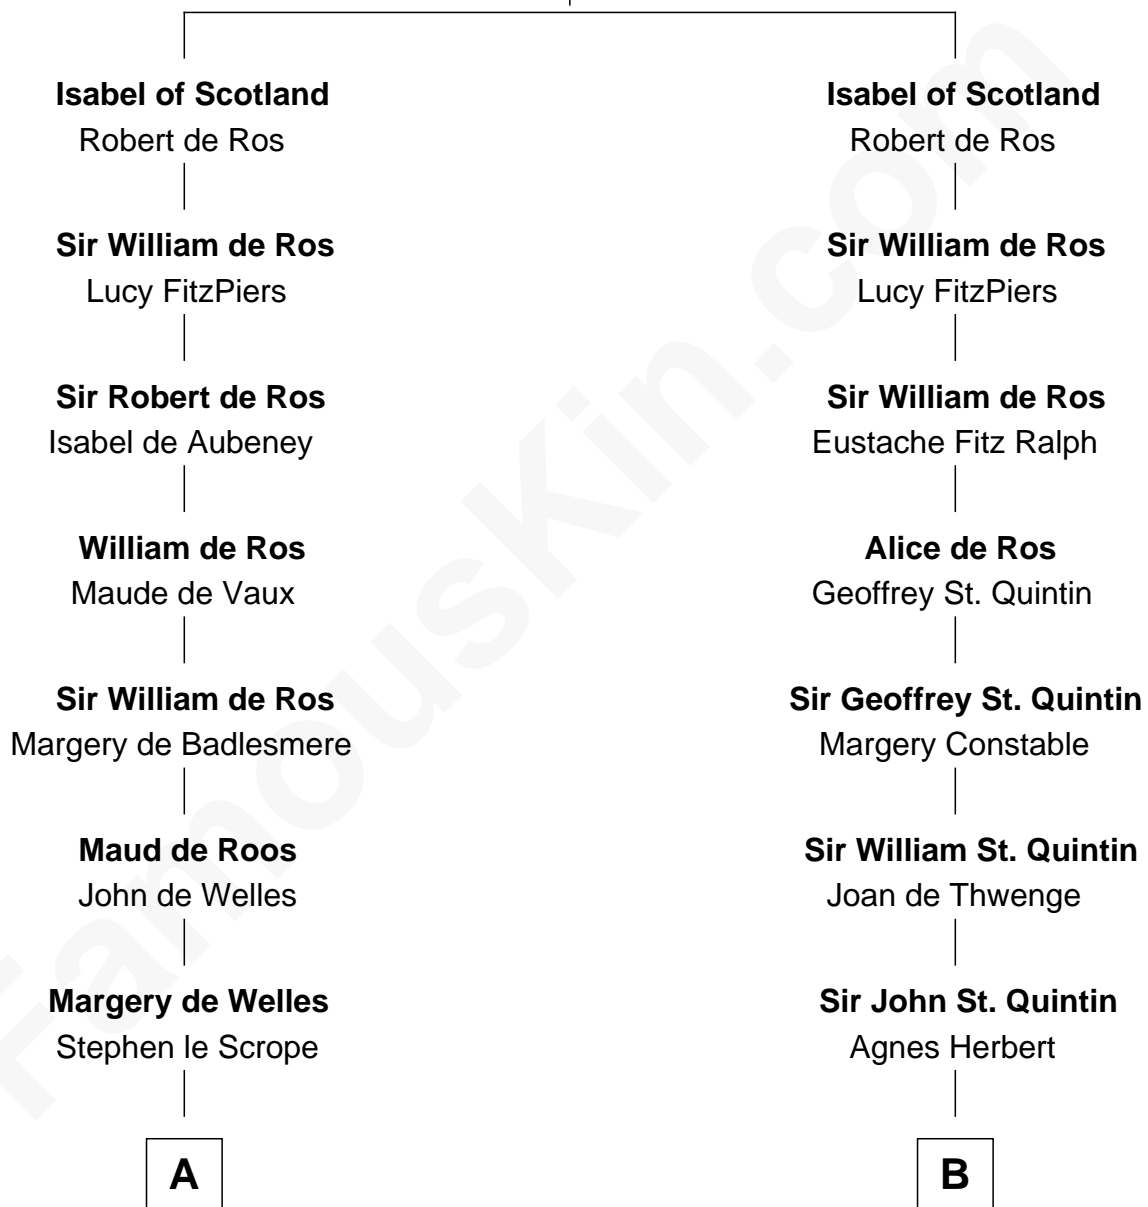 Isabel of Scotland
Robert de Ros
Sir William de Ros
Lucy FitzPiers
Sir Robert de Ros
Isabel de Aubeney
William de Ros
Maude de Vaux
Sir William de Ros
Margery de Badlesmere
Maud de Roos
John de Welles
Margery de Welles
Stephen le Scrope
A
Isabel of Scotland
Robert de Ros
Sir William de Ros
Lucy FitzPiers
Sir William de Ros
Eustache Fitz Ralph
Alice de Ros
Geoffrey St. Quintin
Sir Geoffrey St. Quintin
Margery Constable
Sir William St. Quintin
Joan de Thwenge
Sir John St. Quintin
Agnes Herbert
B
FamousKin.com